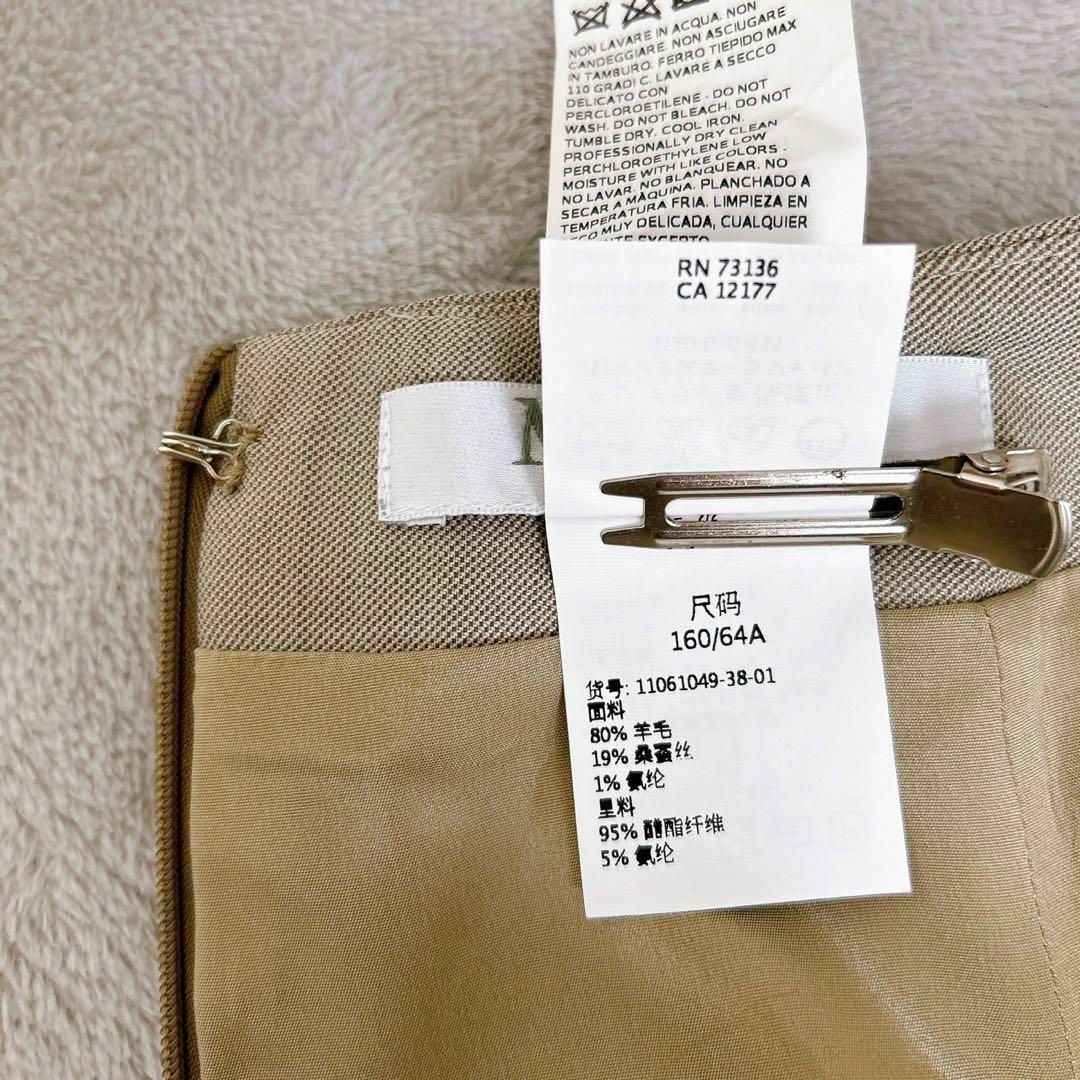 NON LAVARE IN ACQUA. NON
CANDEGGIARE. NON ASCIUGARE
IN TAMBURO. FERRO TIEPIDO MAX
110 GRADI C. LAVARE A SECCO
DELICATO CON
PERCLOROETILENE - DO NOT
WASH. DO NOT BLEACH. DO NOT
TUMBLE DRY. COOL IRON.
PROFESSIONALLY DRY CLEAN
PERCHLOROETHYLENE LOW
MOISTURE WITH LIKE COLORS -
NO LAVAR. NO BLANQUEAR. NO
SECAR A MÀQUINA. PLANCHADO A
TEMPERATURA FRIA. LIMPIEZA EN
SECO MUY DELICADA, CUALQUIER
EXCEPTO
RN 73136
CA 12177
M
尺码
160/64A
货号: 11061049-38-01
面料
80% 羊毛
19% 桑蚕丝
1% 氨纶
里料
95% 醋酯纤维
5% 氨纶